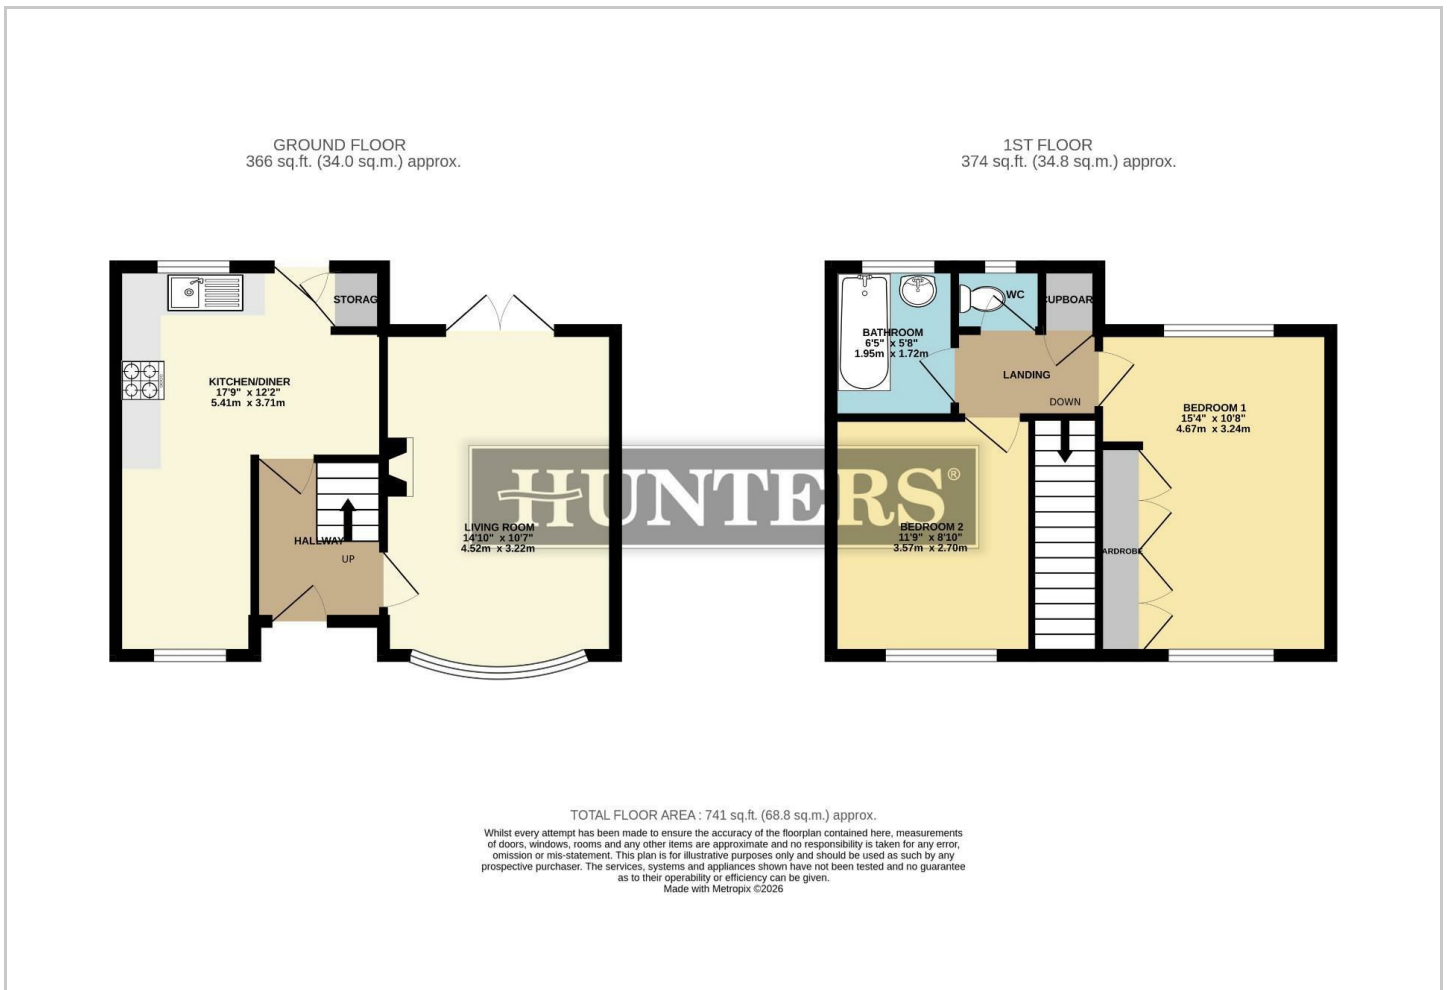 GROUND FLOOR
366 sq.ft. (34.0 sq.m.) approx.
1ST FLOOR
374 sq.ft. (34.8 sq.m.) approx.
STORAG
KITCHEN/DINER
17'9" x 12'2"
5.41m x 3.71m
HALLWAY
UP
LIVING ROOM
14'10" x 10'7"
4.52m x 3.22m
HUNTERS®
BATHROOM
6'5" x 5'8"
1.95m x 1.72m
WC
CUPBOAR
LANDING
DOWN
BEDROOM 1
15'4" x 10'8"
4.67m x 3.24m
BEDROOM 2
11'9" x 8'10"
3.57m x 2.70m
ARDROBE
TOTAL FLOOR AREA : 741 sq.ft. (68.8 sq.m.) approx.
Whilst every attempt has been made to ensure the accuracy of the floorplan contained here, measurements
of doors, windows, rooms and any other items are approximate and no responsibility is taken for any error,
omission or mis-statement. This plan is for illustrative purposes only and should be used as such by any
prospective purchaser. The services, systems and appliances shown have not been tested and no guarantee
as to their operability or efficiency can be given.
Made with Metropix ©2026